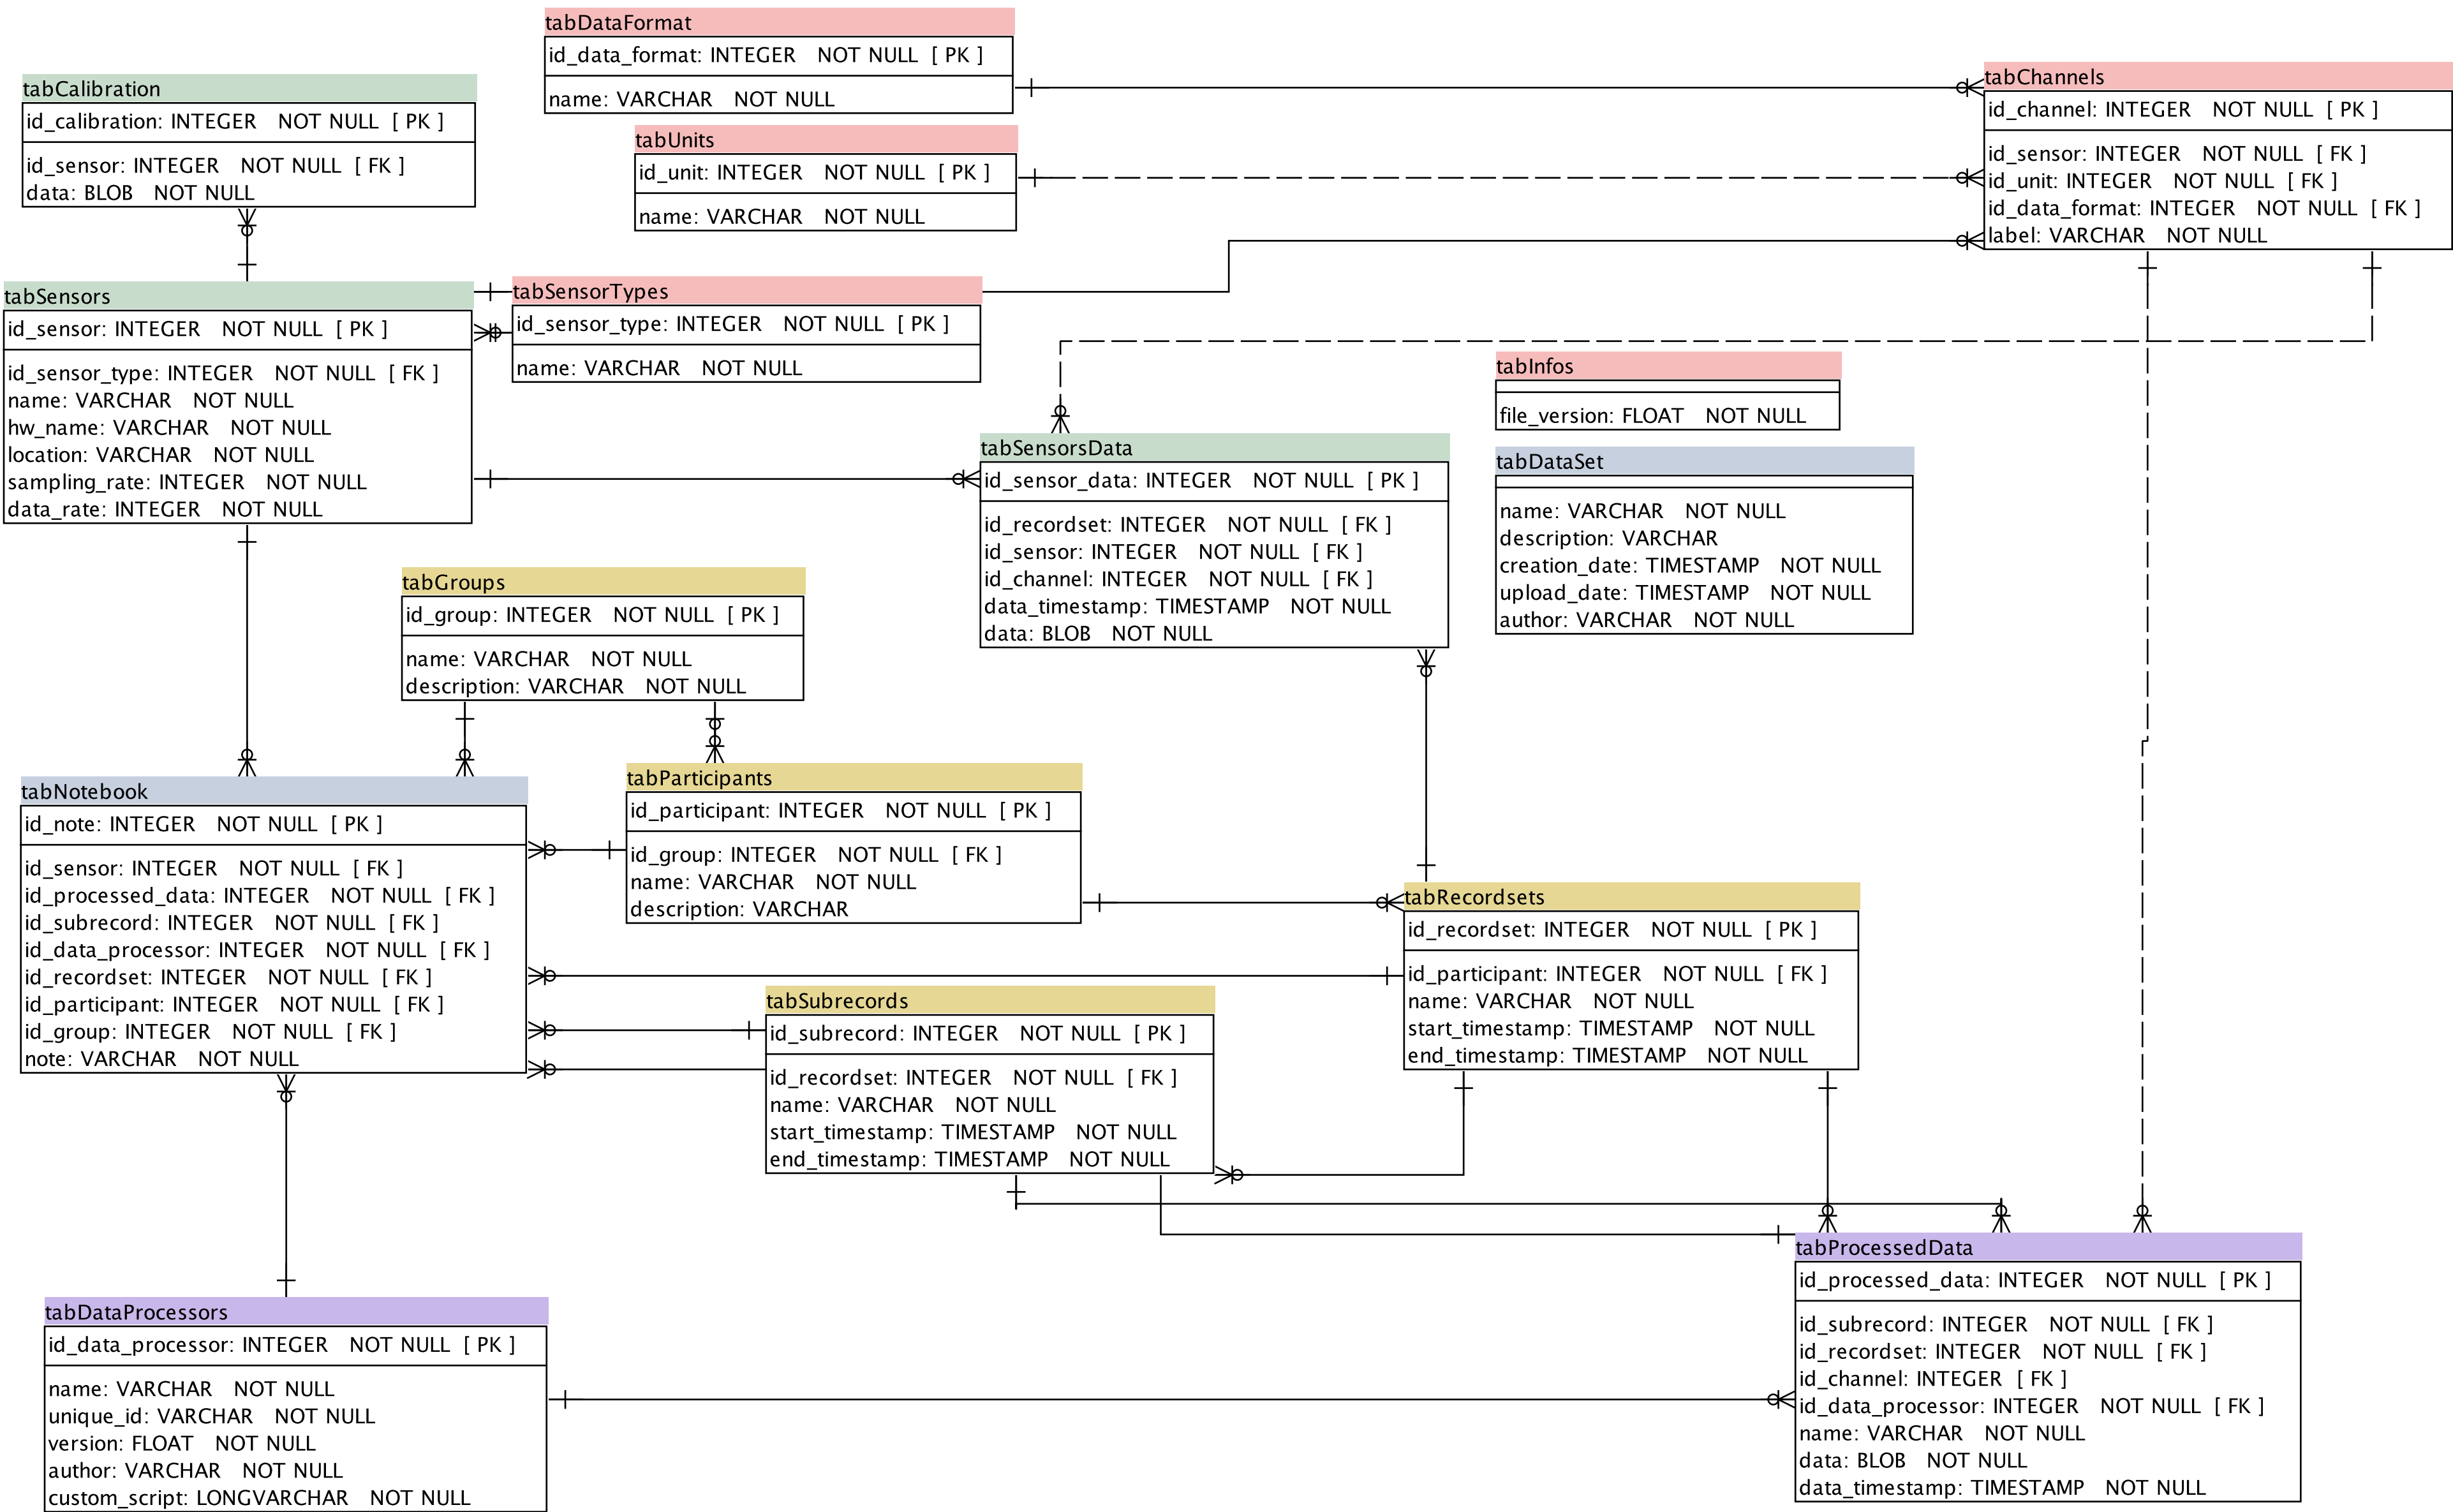 tabDataFormat
id_data_format: INTEGER NOT NULL [ PK ]
name: VARCHAR NOT NULL
tabChannels
id_channel: INTEGER NOT NULL [ PK ]
id_sensor: INTEGER NOT NULL [ FK ]
id_unit: INTEGER NOT NULL [ FK ]
id_data_format: INTEGER NOT NULL [ FK ]
label: VARCHAR NOT NULL
tabCalibration
id_calibration: INTEGER NOT NULL [ PK ]
id_sensor: INTEGER NOT NULL [ FK ]
data: BLOB NOT NULL
tabUnits
id_unit: INTEGER NOT NULL [ PK ]
name: VARCHAR NOT NULL
tabSensors
id_sensor: INTEGER NOT NULL [ PK ]
id_sensor_type: INTEGER NOT NULL [ FK ]
name: VARCHAR NOT NULL
hw_name: VARCHAR NOT NULL
location: VARCHAR NOT NULL
sampling_rate: INTEGER NOT NULL
data_rate: INTEGER NOT NULL
tabSensorTypes
id_sensor_type: INTEGER NOT NULL [ PK ]
name: VARCHAR NOT NULL
tabInfos
file_version: FLOAT NOT NULL
tabSensorsData
id_sensor_data: INTEGER NOT NULL [ PK ]
id_recordset: INTEGER NOT NULL [ FK ]
id_sensor: INTEGER NOT NULL [ FK ]
id_channel: INTEGER NOT NULL [ FK ]
data_timestamp: TIMESTAMP NOT NULL
data: BLOB NOT NULL
tabDataSet
name: VARCHAR NOT NULL
description: VARCHAR
creation_date: TIMESTAMP NOT NULL
upload_date: TIMESTAMP NOT NULL
author: VARCHAR NOT NULL
tabGroups
id_group: INTEGER NOT NULL [ PK ]
name: VARCHAR NOT NULL
description: VARCHAR NOT NULL
tabNotebook
id_note: INTEGER NOT NULL [ PK ]
id_sensor: INTEGER NOT NULL [ FK ]
id_processed_data: INTEGER NOT NULL [ FK ]
id_subrecord: INTEGER NOT NULL [ FK ]
id_data_processor: INTEGER NOT NULL [ FK ]
id_recordset: INTEGER NOT NULL [ FK ]
id_participant: INTEGER NOT NULL [ FK ]
id_group: INTEGER NOT NULL [ FK ]
note: VARCHAR NOT NULL
tabParticipants
id_participant: INTEGER NOT NULL [ PK ]
id_group: INTEGER NOT NULL [ FK ]
name: VARCHAR NOT NULL
description: VARCHAR
tabRecordsets
id_recordset: INTEGER NOT NULL [ PK ]
id_participant: INTEGER NOT NULL [ FK ]
name: VARCHAR NOT NULL
start_timestamp: TIMESTAMP NOT NULL
end_timestamp: TIMESTAMP NOT NULL
tabSubrecords
id_subrecord: INTEGER NOT NULL [ PK ]
id_recordset: INTEGER NOT NULL [ FK ]
name: VARCHAR NOT NULL
start_timestamp: TIMESTAMP NOT NULL
end_timestamp: TIMESTAMP NOT NULL
tabDataProcessors
id_data_processor: INTEGER NOT NULL [ PK ]
name: VARCHAR NOT NULL
unique_id: VARCHAR NOT NULL
version: FLOAT NOT NULL
author: VARCHAR NOT NULL
custom_script: LONGVARCHAR NOT NULL
tabProcessedData
id_processed_data: INTEGER NOT NULL [ PK ]
id_subrecord: INTEGER NOT NULL [ FK ]
id_recordset: INTEGER NOT NULL [ FK ]
id_channel: INTEGER [ FK ]
id_data_processor: INTEGER NOT NULL [ FK ]
name: VARCHAR NOT NULL
data: BLOB NOT NULL
data_timestamp: TIMESTAMP NOT NULL